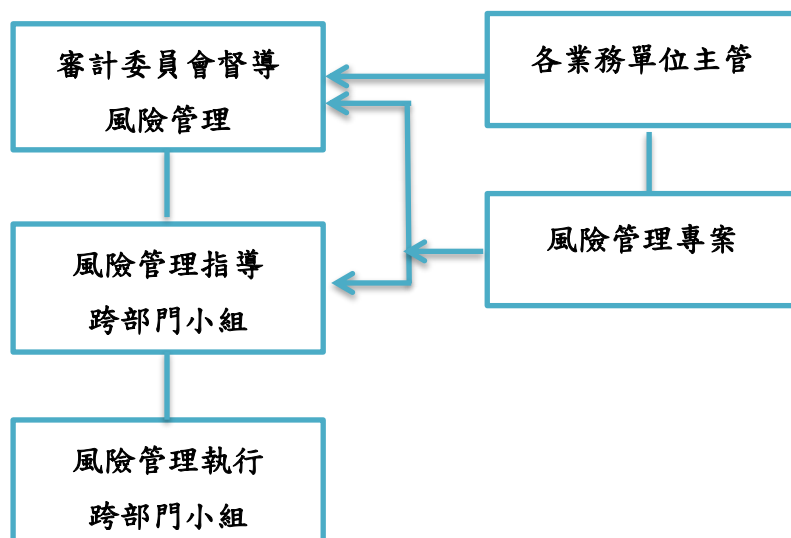 審計委員會督導
風險管理
各業務單位主管
風險管理指導
跨部門小組
風險管理專案
風險管理執行
跨部門小組